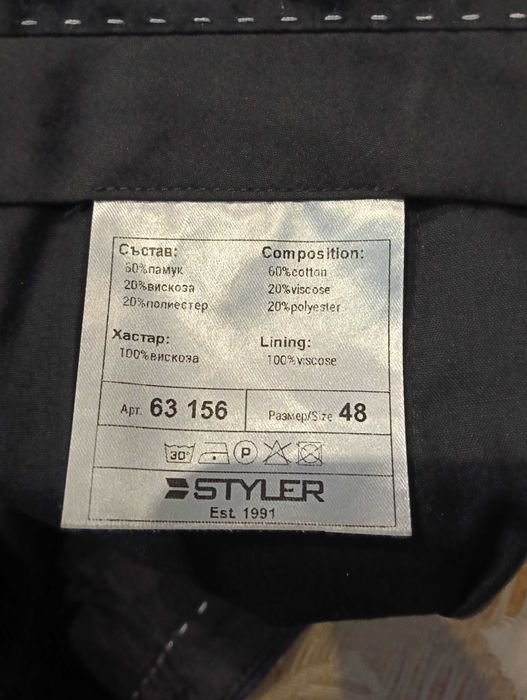 Състав:
60%памук
20%вискоза
20%полиестер
Composition:
60%cotton
20%viscose
20%polyester
Хастар:
100%вискоза
Lining:
100%viscose
Арт. 63 156
Размер/Size 48
30°
P
STYLER
Est. 1991